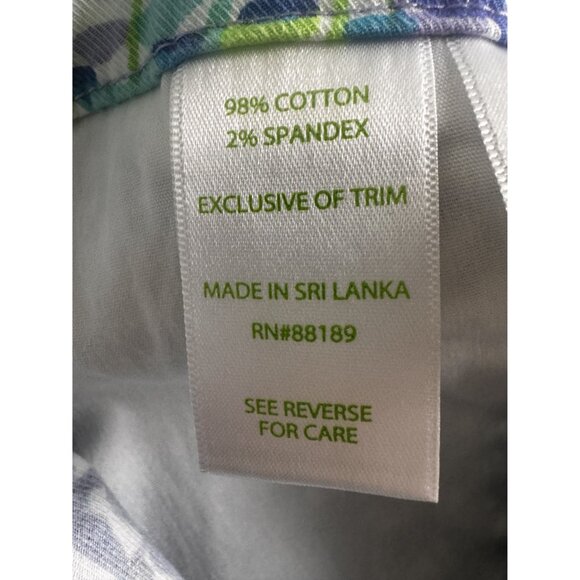 98% COTTON
2% SPANDEX
EXCLUSIVE OF TRIM
MADE IN SRI LANKA
RN#88189
SEE REVERSE
FOR CARE